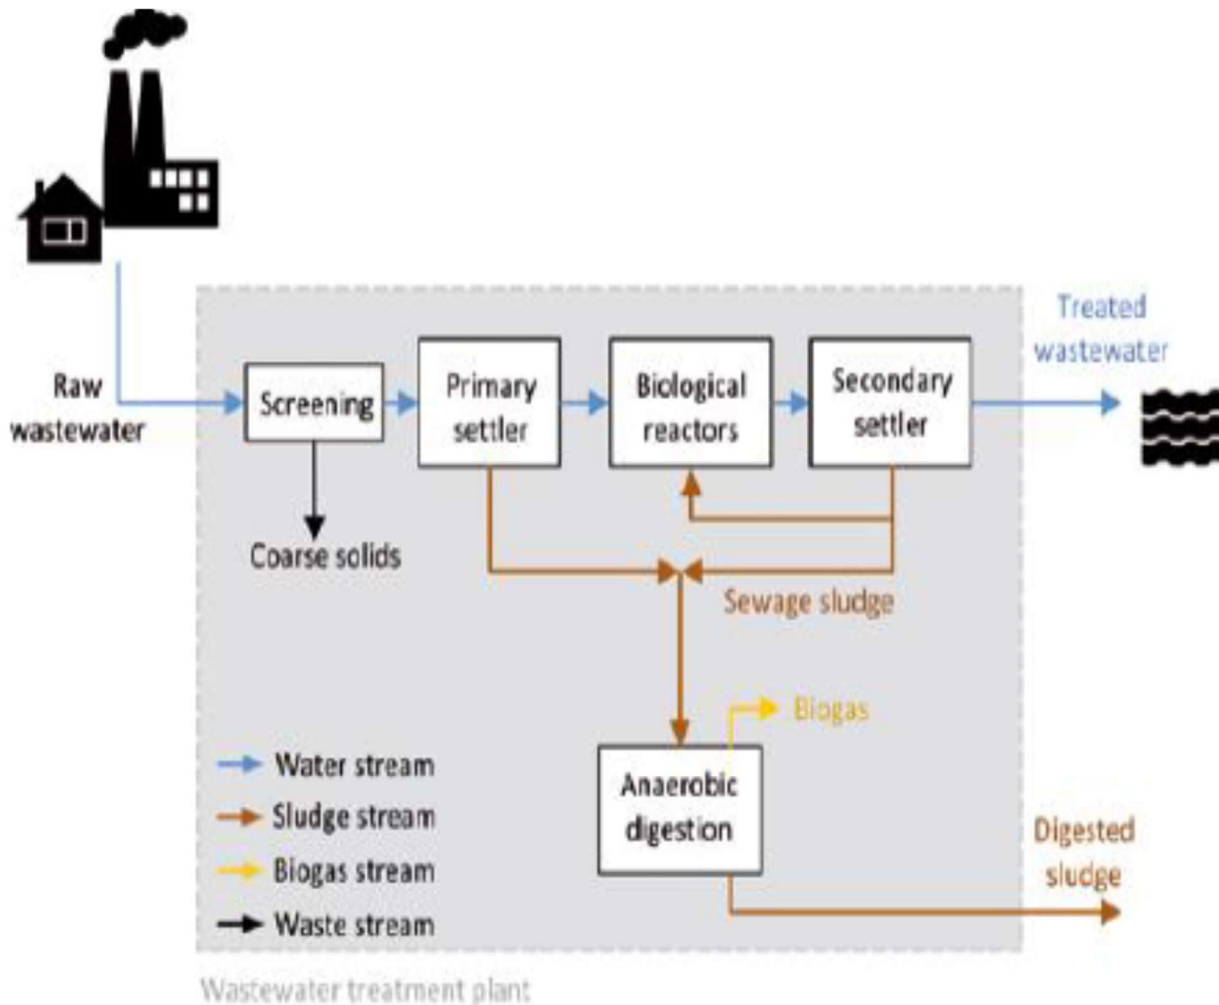 Treated
wastewater
Raw
wastewater
Screening
Primary
settler
Biological
reactors
Secondary
settler
Coarse solids
Sewage sludge
Biogas
Anaerobic
digestion
Water stream
Sludge stream
Biogas stream
Waste stream
Digested
sludge
Wastewater treatment plant